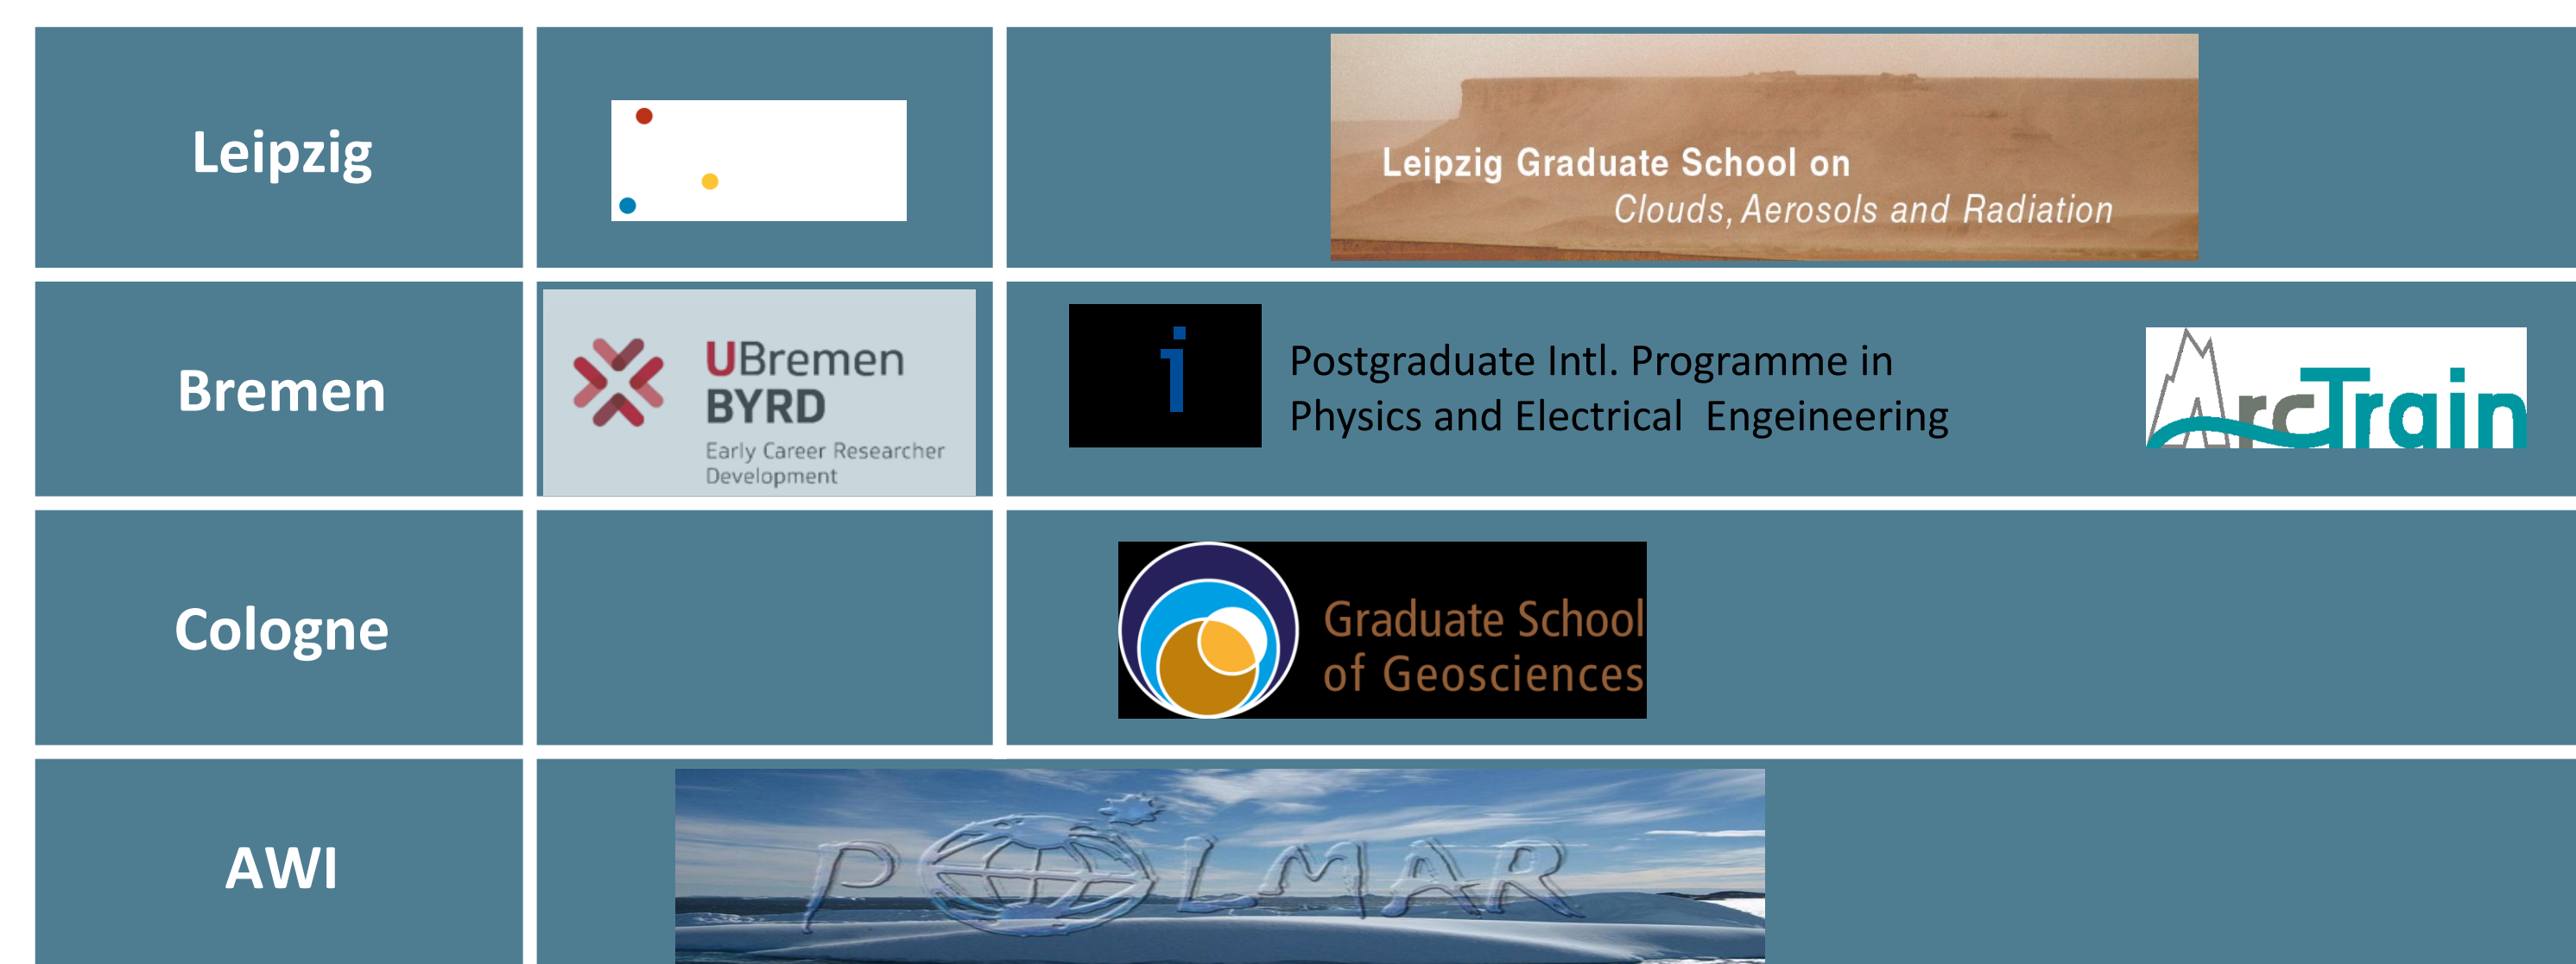 Leipzig
Leipzig Graduate School on
Clouds, Aerosols and Radiation
Bremen
UBremen
BYRD
Early Career Researcher
Development
i
Postgraduate Intl. Programme in
Physics and Electrical Engeineering
ArcTrain
Cologne
Graduate School
of Geosciences
AWI
POLMAR